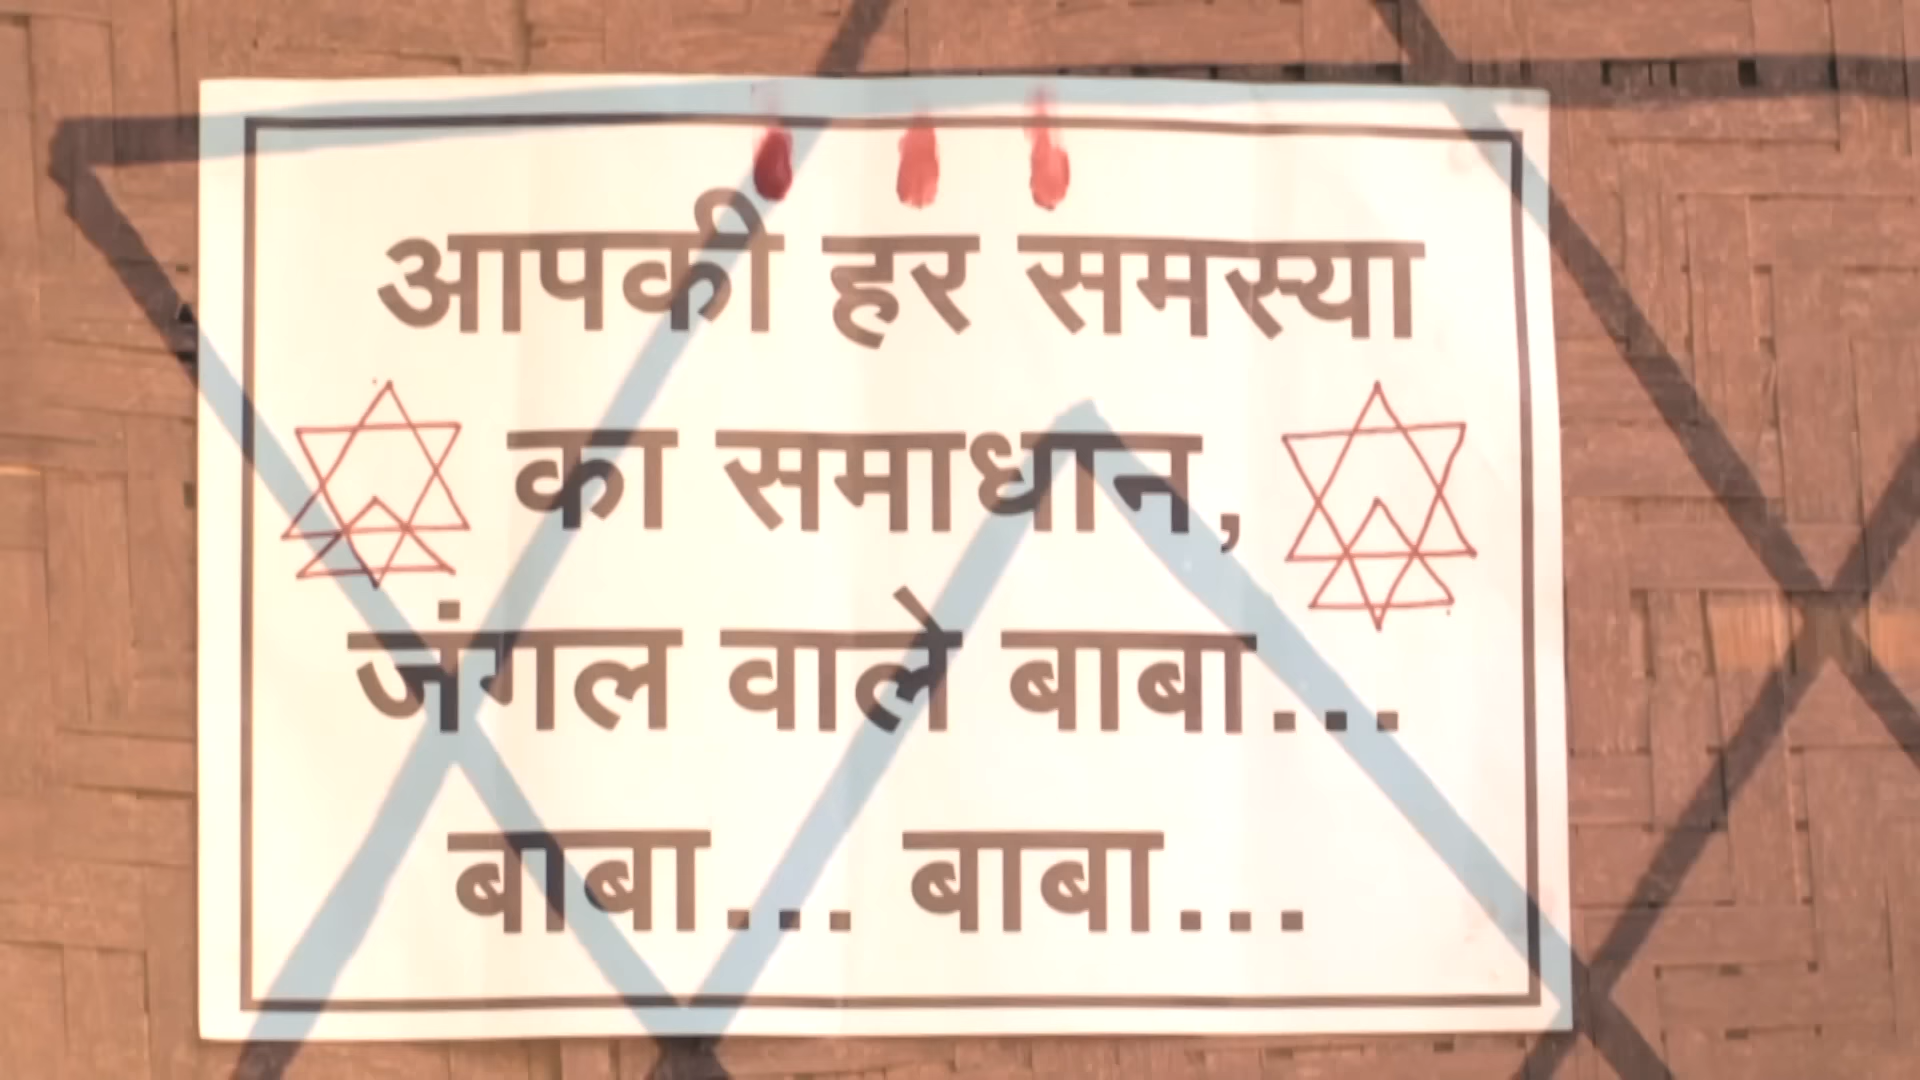 आपकी हर समस्या
का समाधान,
जंगल वाले बाबा...
बाबा... बाबा...